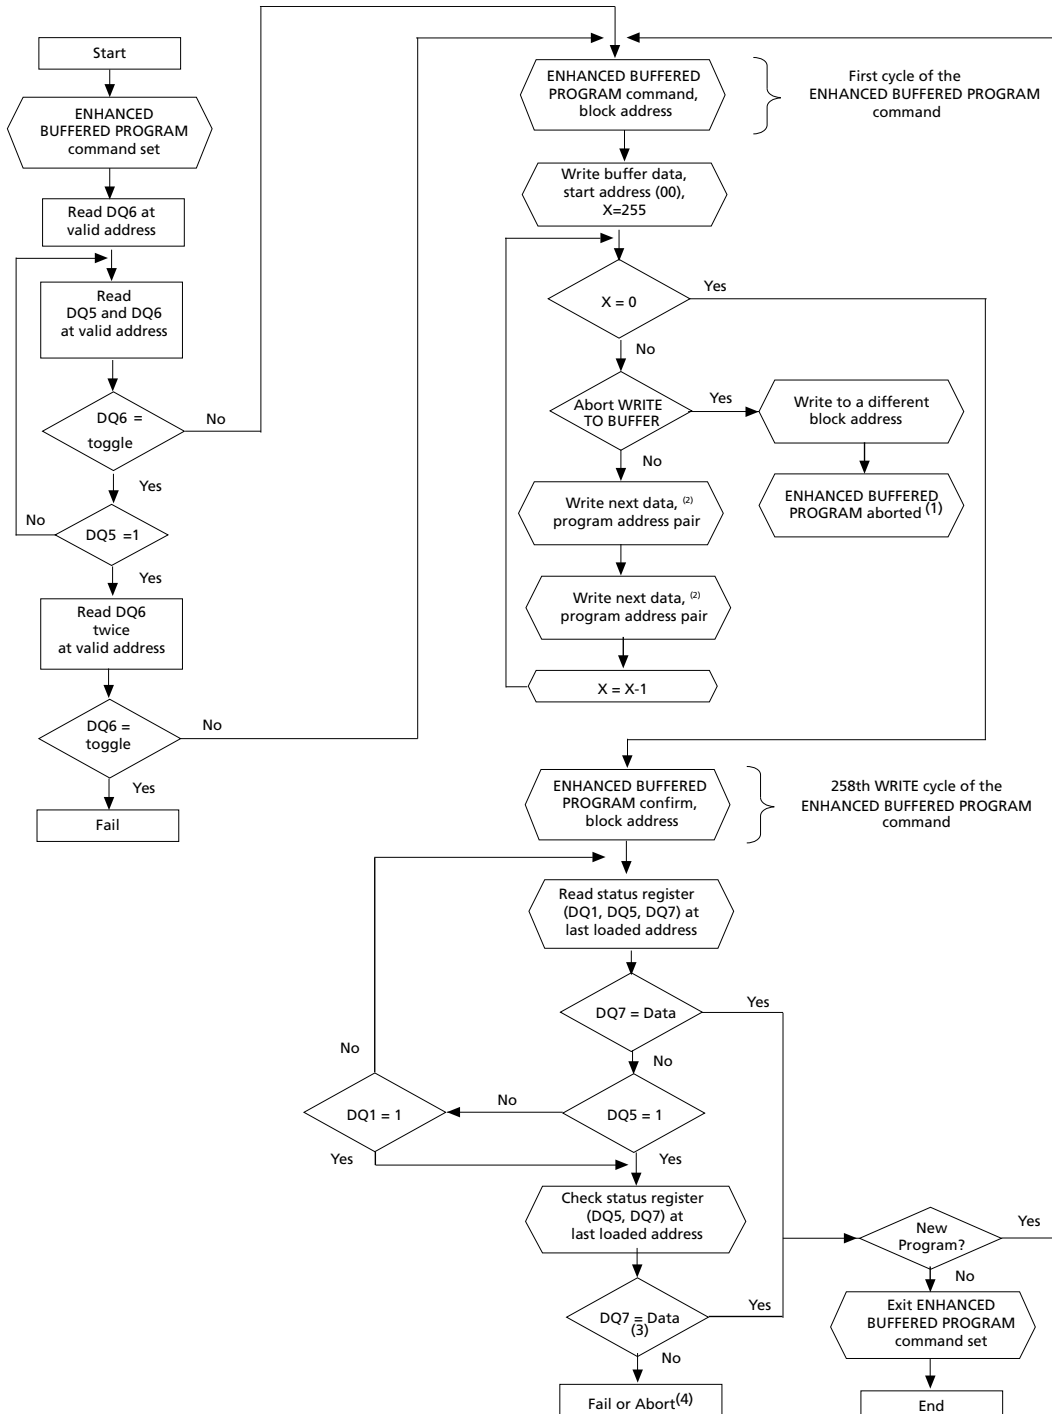 Start
ENHANCED
BUFFERED PROGRAM
command set
Read DQ6 at
valid address
Read
DQ5 and DQ6
at valid address
DQ6 =
toggle
No
Yes
No
DQ5 =1
Yes
Read DQ6
twice
at valid address
DQ6 =
toggle
No
Yes
Fail
ENHANCED BUFFERED
PROGRAM command,
block address
First cycle of the
ENHANCED BUFFERED PROGRAM
command
Write buffer data,
start address (00),
X=255
X = 0
Yes
No
Abort WRITE
TO BUFFER
Yes
Write to a different
block address
No
ENHANCED BUFFERED
PROGRAM aborted (1)
Write next data, (2)
program address pair
Write next data, (2)
program address pair
X = X-1
ENHANCED BUFFERED
PROGRAM confirm,
block address
258th WRITE cycle of the
ENHANCED BUFFERED PROGRAM
command
Read status register
(DQ1, DQ5, DQ7) at
last loaded address
DQ7 = Data
Yes
No
No
DQ1 = 1
No
DQ5 = 1
Yes
Yes
Check status register
(DQ5, DQ7) at
last loaded address
New
Program?
Yes
No
DQ7 = Data
(3)
Yes
No
Exit ENHANCED
BUFFERED PROGRAM
command set
Fail or Abort(4)
End